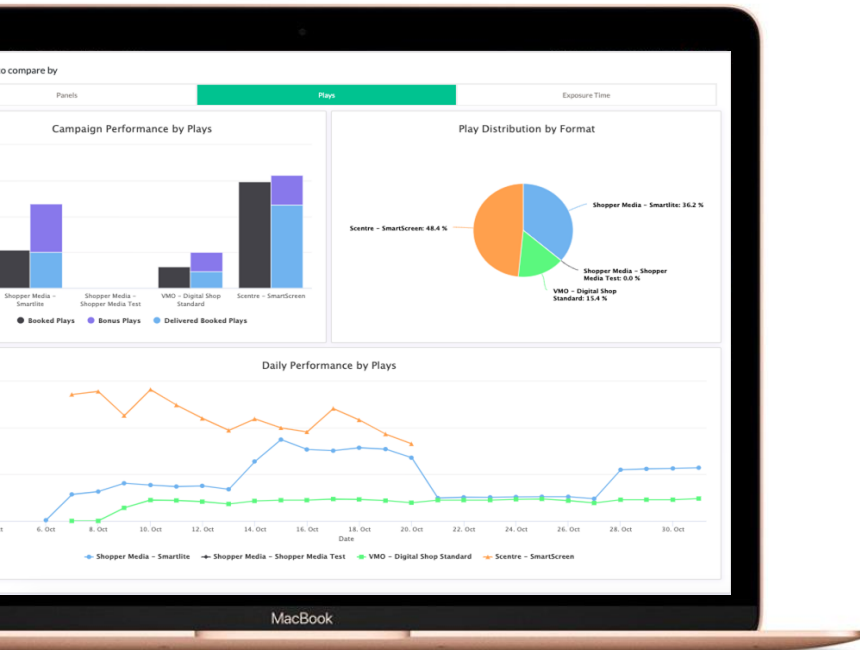 o compare by
Panels
Plays
Exposure Time
Campaign Performance by Plays
Shopper Media -
Smartlite
Shopper Media -
Shopper Media Test
VMO - Digital Shop
Standard
Scentre - SmartScreen
Booked Plays
Bonus Plays
Delivered Booked Plays
Play Distribution by Format
Shopper Media - Smartlite: 36.2 %
Scentre - SmartScreen: 48.4 %
Shopper Media - Shopper
Media Test: 0.0 %
VMO - Digital Shop
Standard: 15.4 %
Daily Performance by Plays
t
6. Oct
8. Oct
10. Oct
12. Oct
14. Oct
16. Oct
18. Oct
20. Oct
22. Oct
24. Oct
26. Oct
28. Oct
30. Oct
Date
Shopper Media - Smartlite
Shopper Media - Shopper Media Test
VMO - Digital Shop Standard
Scentre - SmartScreen
MacBook